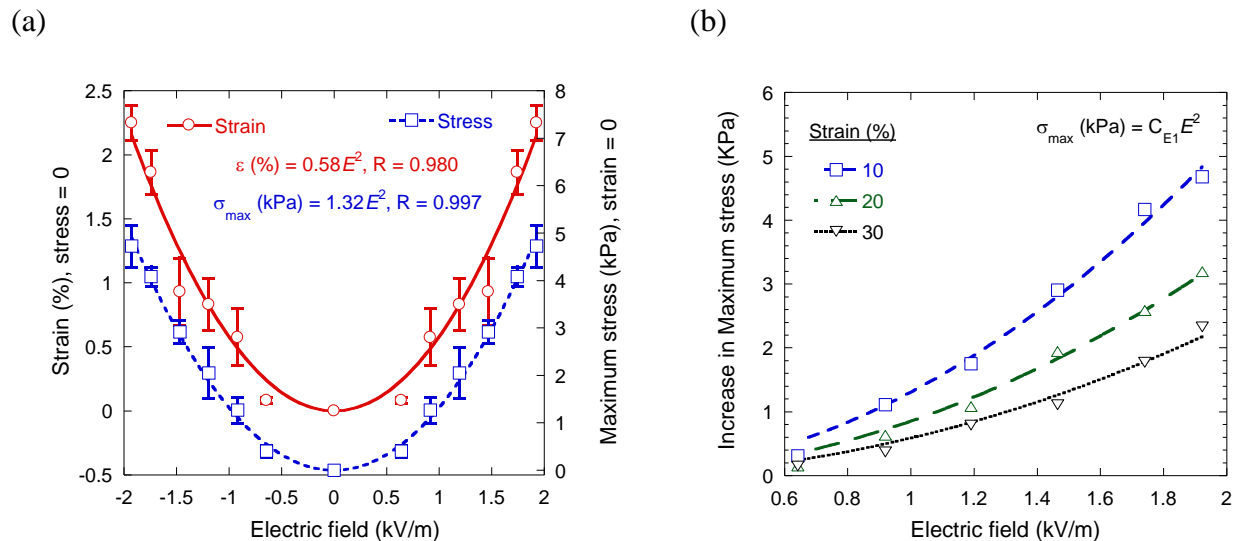 (a)
Strain (%), stress = 0
2.5
2
1.5
1
0.5
0
-0.5
Strain
Stress
ε (%) = 0.58E², R = 0.980
σmax (kPa) = 1.32E², R = 0.997
8
7
6
5
4
3
2
1
0
Maximum stress (kPa), strain = 0
-2 -1.5 -1 -0.5 0 0.5 1 1.5 2
Electric field (kV/m)
(b)
Increase in Maximum stress (KPa)
6
5
4
3
2
1
0
Strain (%)
10
20
30
σmax (kPa) = CE1E²
0.6 0.8 1 1.2 1.4 1.6 1.8 2
Electric field (kV/m)